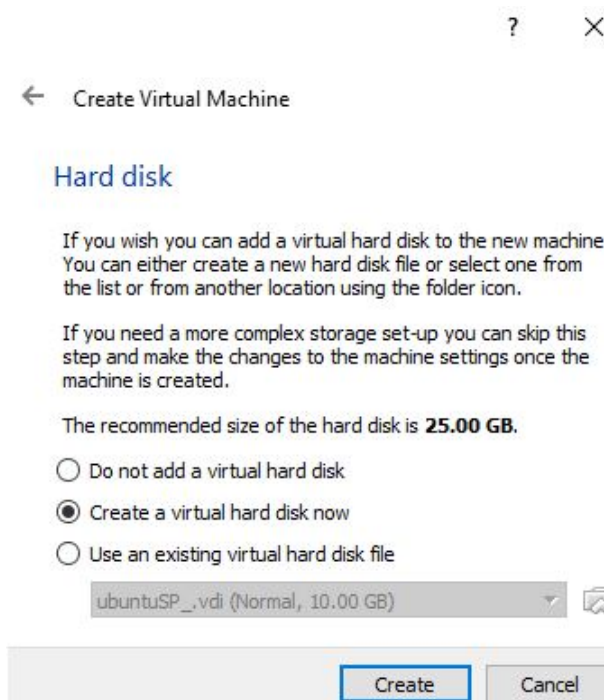 ?
Create Virtual Machine
Hard disk
If you wish you can add a virtual hard disk to the new machine
You can either create a new hard disk file or select one from
the list or from another location using the folder icon.
If you need a more complex storage set-up you can skip this
step and make the changes to the machine settings once the
machine is created.
The recommended size of the hard disk is 25.00 GB.
Do not add a virtual hard disk
Create a virtual hard disk now
Use an existing virtual hard disk file
ubuntuSP_.vdi (Normal, 10.00 GB)
Create Cancel